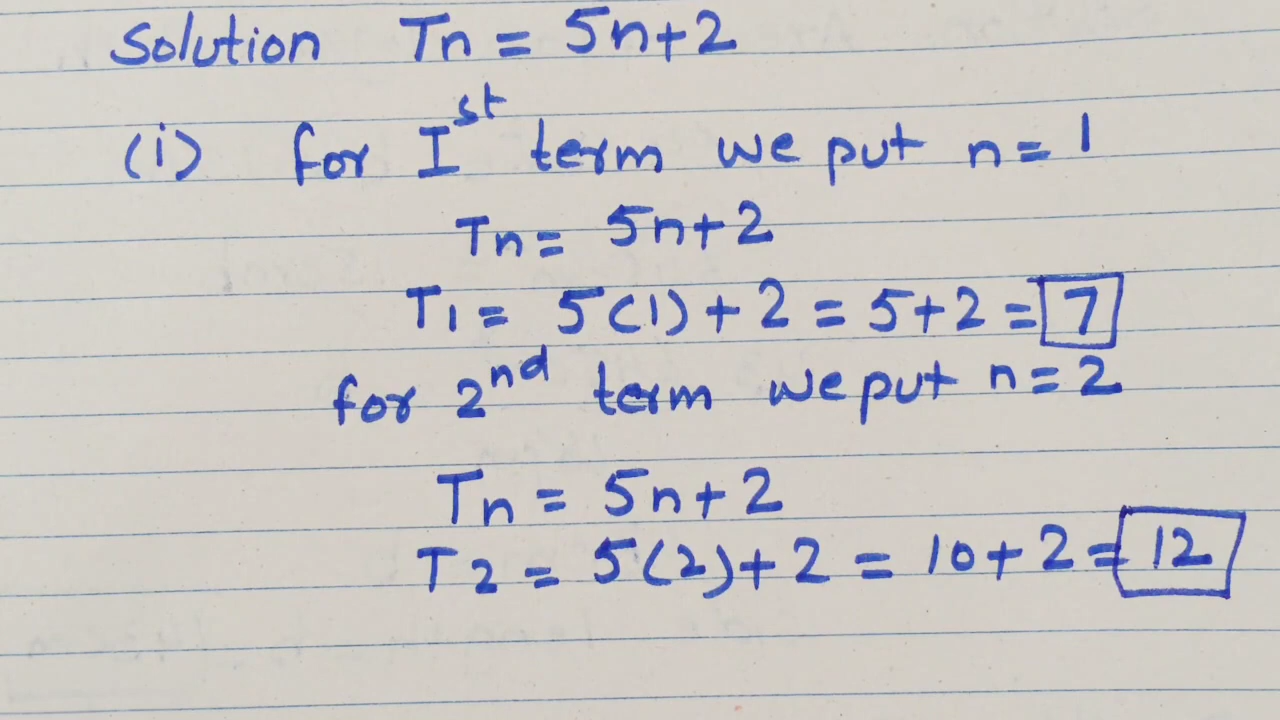 Solution Tn = 5n+2
(i) for Ist term we put n = 1
Tn = 5n+2
T1 = 5(1)+2 = 5+2 = 7
for 2nd term we put n = 2
Tn = 5n+2
T2 = 5(2)+2 = 10+2 = 12